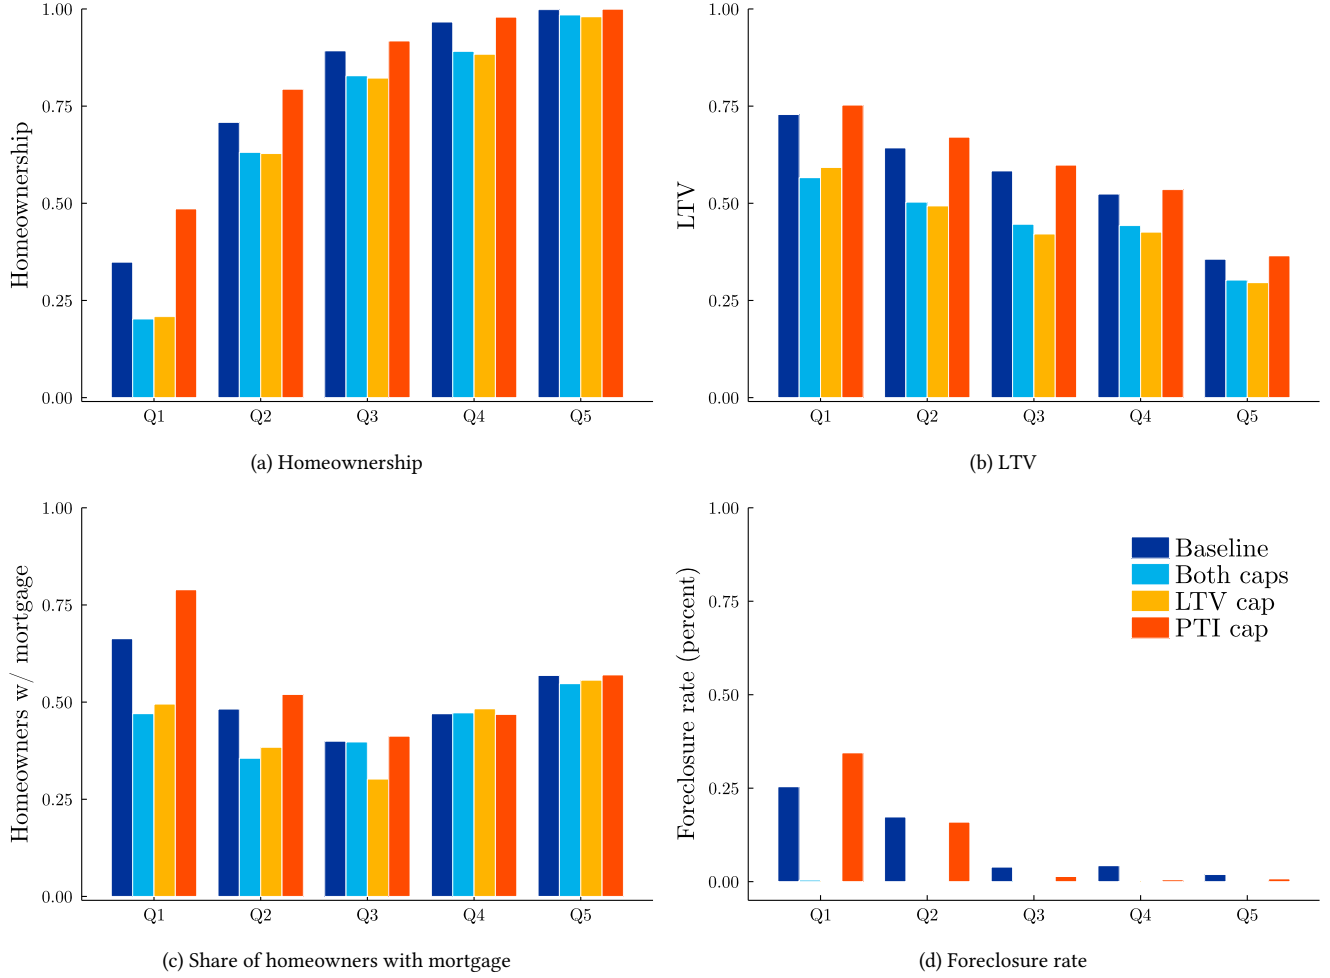 1.00
0.75
0.50
0.25
0.00
Homeownership
Q1 Q2 Q3 Q4 Q5
(a) Homeownership
1.00
0.75
0.50
0.25
0.00
LTV
Q1 Q2 Q3 Q4 Q5
(b) LTV
1.00
0.75
0.50
0.25
0.00
Homeowners w/ mortgage
Q1 Q2 Q3 Q4 Q5
(c) Share of homeowners with mortgage
1.00
0.75
0.50
0.25
0.00
Foreclosure rate (percent)
Baseline
Both caps
LTV cap
PTI cap
Q1 Q2 Q3 Q4 Q5
(d) Foreclosure rate